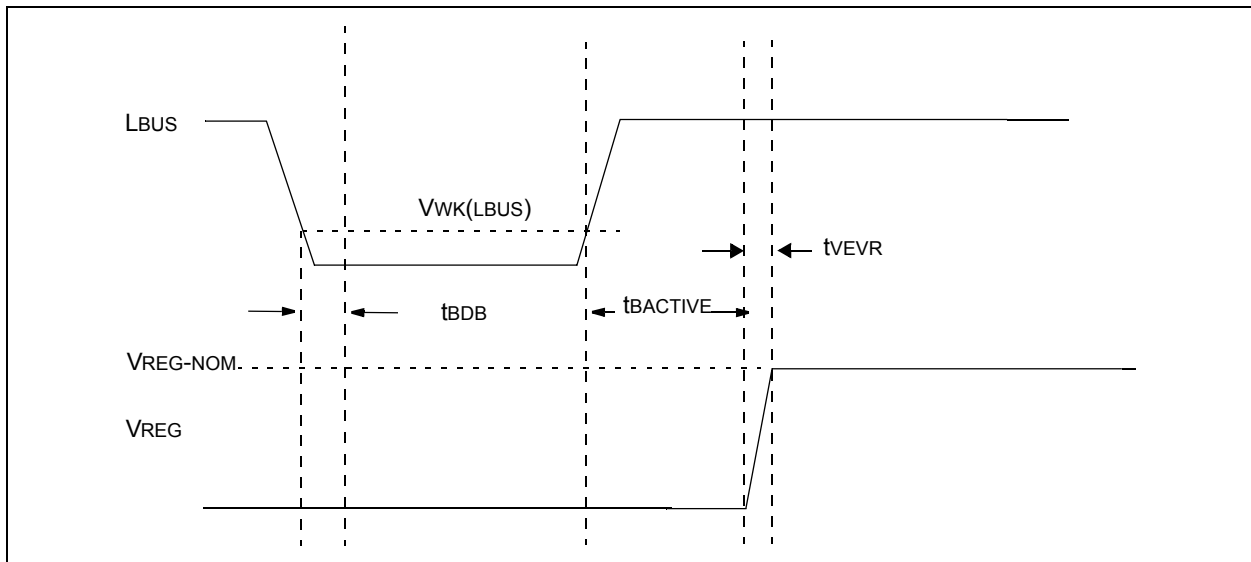 LBUS
VWK(LBUS)
tVEVR
tBDB
tBACTIVE
VREG-NOM
VREG